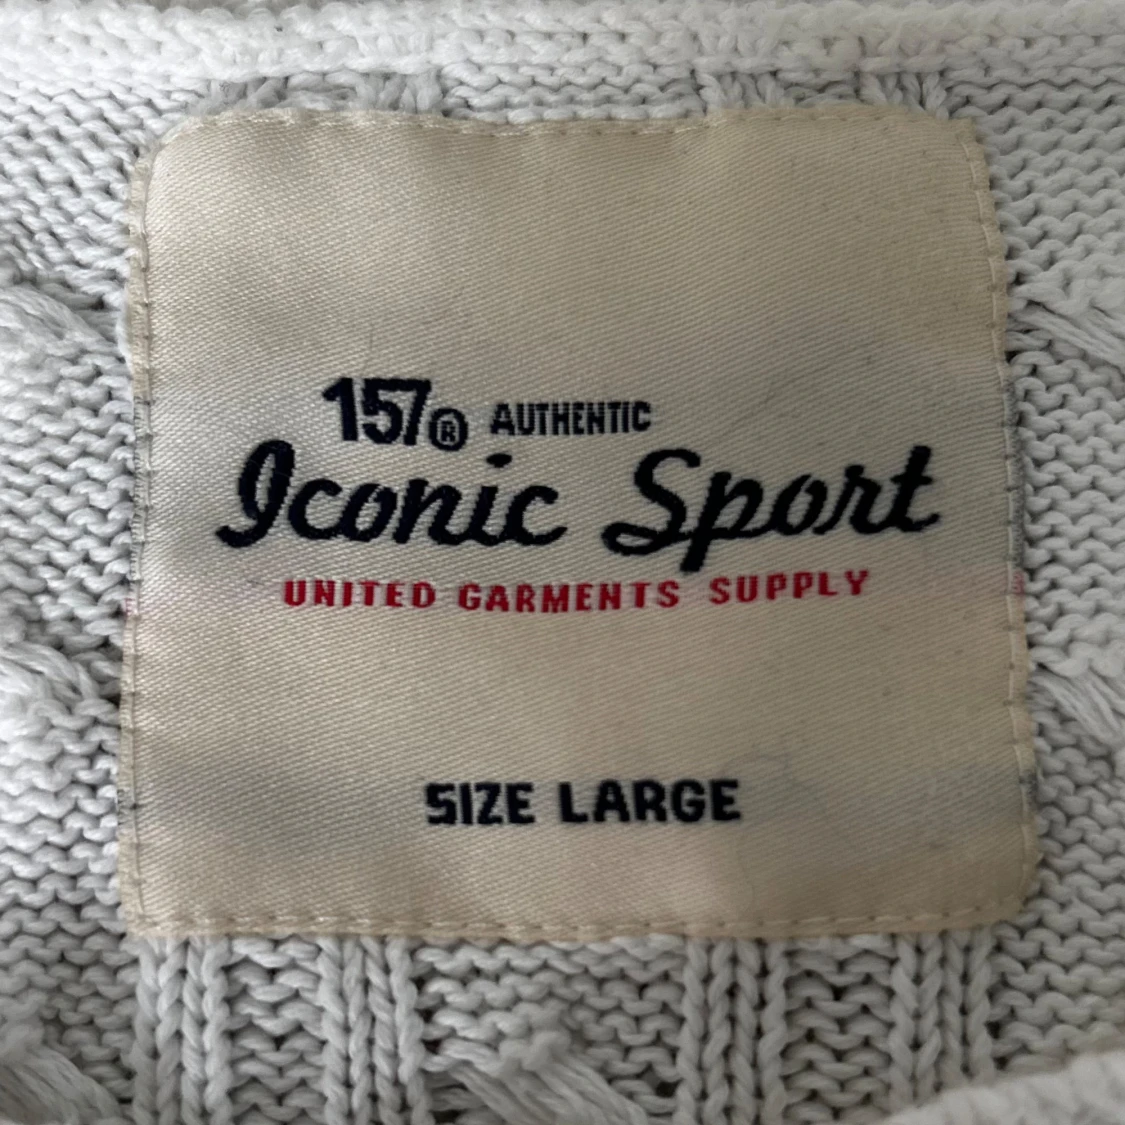 157® AUTHENTIC
Iconic Sport
UNITED GARMENTS SUPPLY
SIZE LARGE